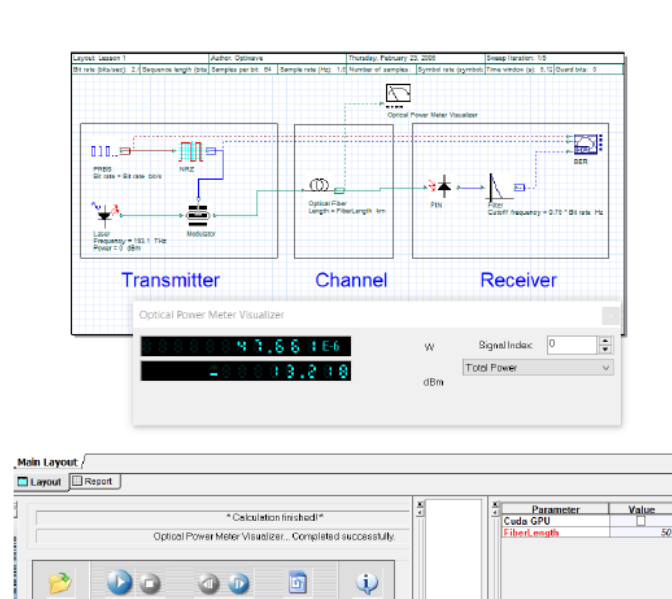 Layout: Lesson 1 Author: Optiwave Thursday, February 23, 2006 Sweep Iteration: 1/5
Bit rate (bits/sec): 2. Sequence length (bits Samples per bit: 64 Sample rate (Hz): 1.6 Number of samples: Symbol rate (symbols Time window (s): 5.12 Guard bits: 0
Optical Power Meter Visualizer
PRBS
Bit rate = Bit rate bit/s
NRZ
BER
Laser
Frequency = 193.1 THz
Power = 0 dBm
Modulator
Optical Fiber
Length = FiberLength km
PIN
Filter
Cutoff frequency = 0.75 * Bit rate Hz
Transmitter Channel Receiver
Optical Power Meter Visualizer
47.661 E-6 W Signal Index: 0
-13.218 dBm Total Power
Main Layout
Layout Report
* Calculation finished!*
Optical Power Meter Visualizer... Completed successfully.
Parameter Value
Cuda GPU
FiberLength 50